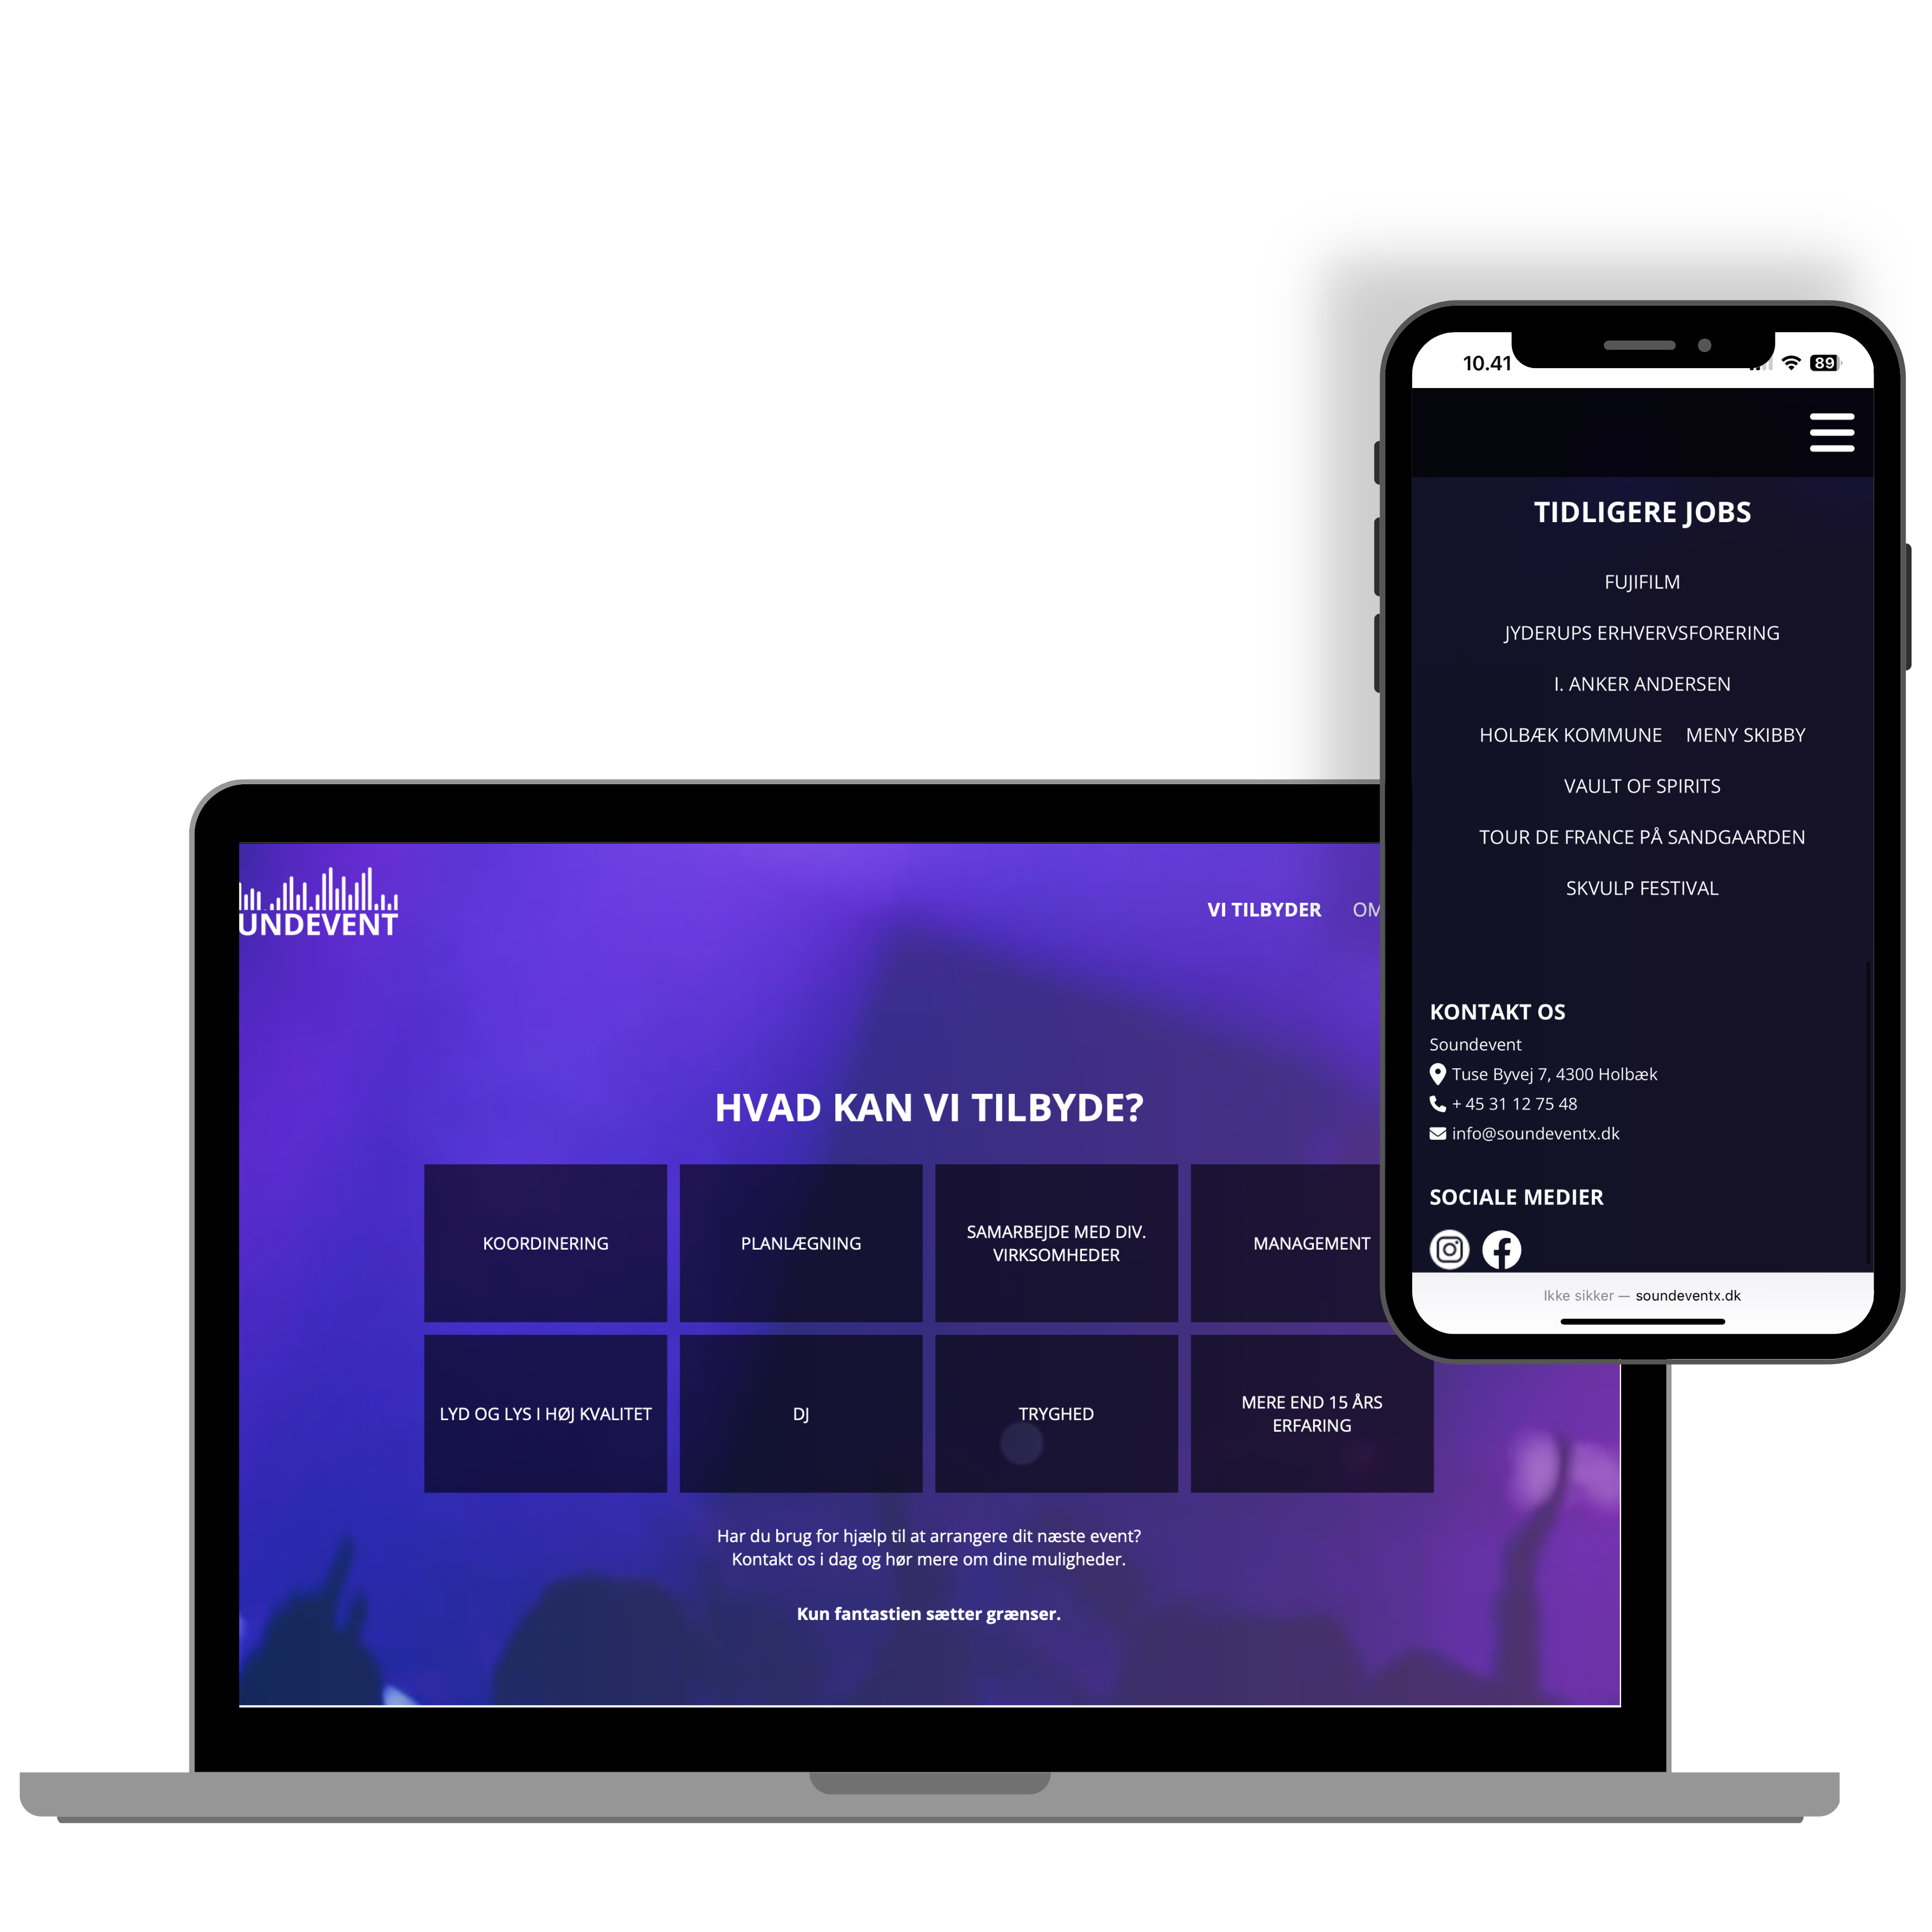 UNDEVENT
VI TILBYDER OM
HVAD KAN VI TILBYDE?
KOORDINERING
PLANLÆGNING
SAMARBEJDE MED DIV.
VIRKSOMHEDER
MANAGEMENT
LYD OG LYS I HØJ KVALITET
DJ
TRYGHED
MERE END 15 ÅRS
ERFARING
Har du brug for hjælp til at arrangere dit næste event?
Kontakt os i dag og hør mere om dine muligheder.
Kun fantastien sætter grænser.
10.41
89
TIDLIGERE JOBS
FUJIFILM
JYDERUPS ERHVERVSFORERING
I. ANKER ANDERSEN
HOLBÆK KOMMUNE MENY SKIBBY
VAULT OF SPIRITS
TOUR DE FRANCE PÅ SANDGAARDEN
SKVULP FESTIVAL
KONTAKT OS
Soundevent
Tuse Byvej 7, 4300 Holbæk
+ 45 31 12 75 48
info@soundeventx.dk
SOCIALE MEDIER
Ikke sikker — soundeventx.dk